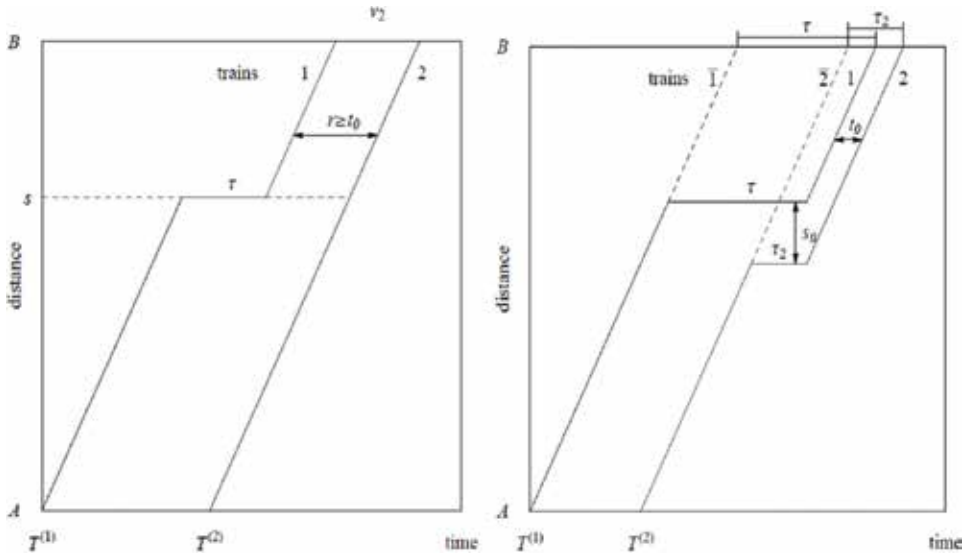 v₂
B
trains 1 2
r≥t₀
τ
s
distance
A
T⁽¹⁾ T⁽²⁾ time
τ₂
τ
B
trains 1̅ 2̅ 1 2
t₀
τ
s₀
τ₂
distance
A
T⁽¹⁾ T⁽²⁾ time